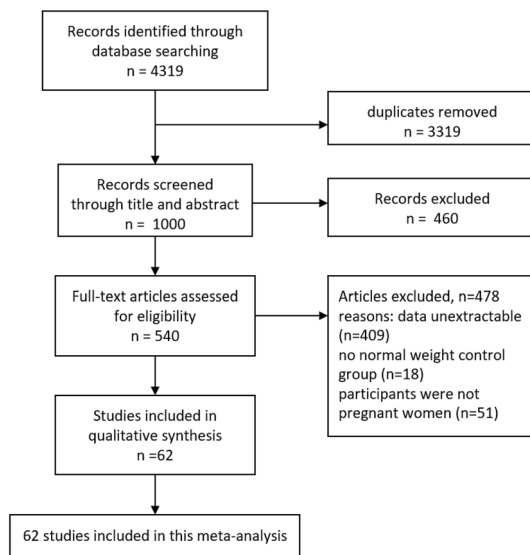 Records identified through
database searching
n = 4319
duplicates removed
n = 3319
Records screened
through title and abstract
n = 1000
Records excluded
n = 460
Full-text articles assessed
for eligibility
n = 540
Articles excluded, n=478
reasons: data unextractable
(n=409)
no normal weight control
group (n=18)
participants were not
pregnant women (n=51)
Studies included in
qualitative synthesis
n =62
62 studies included in this meta-analysis